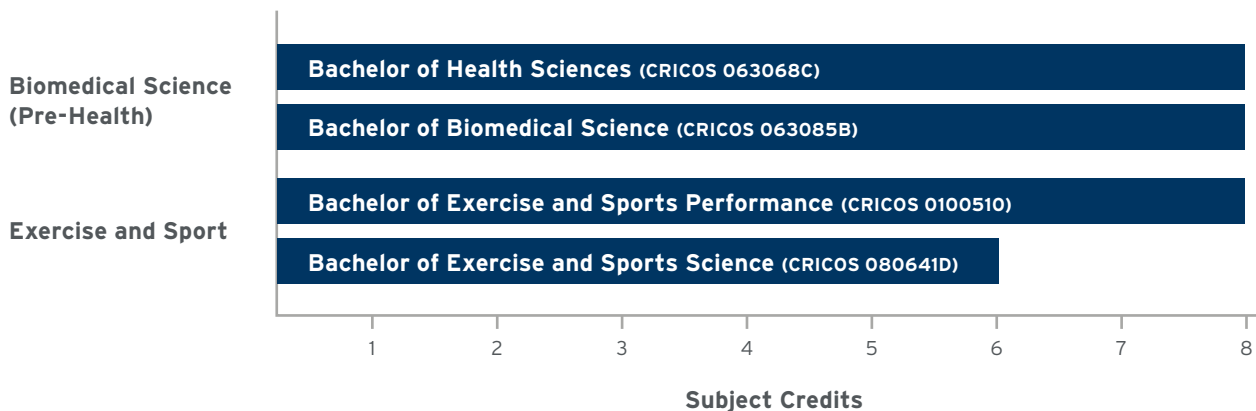 Biomedical Science
(Pre-Health)
Bachelor of Health Sciences (CRICOS 063068C)
Bachelor of Biomedical Science (CRICOS 063085B)
Exercise and Sport
Bachelor of Exercise and Sports Performance (CRICOS 0100510)
Bachelor of Exercise and Sports Science (CRICOS 080641D)
1 2 3 4 5 6 7 8
Subject Credits